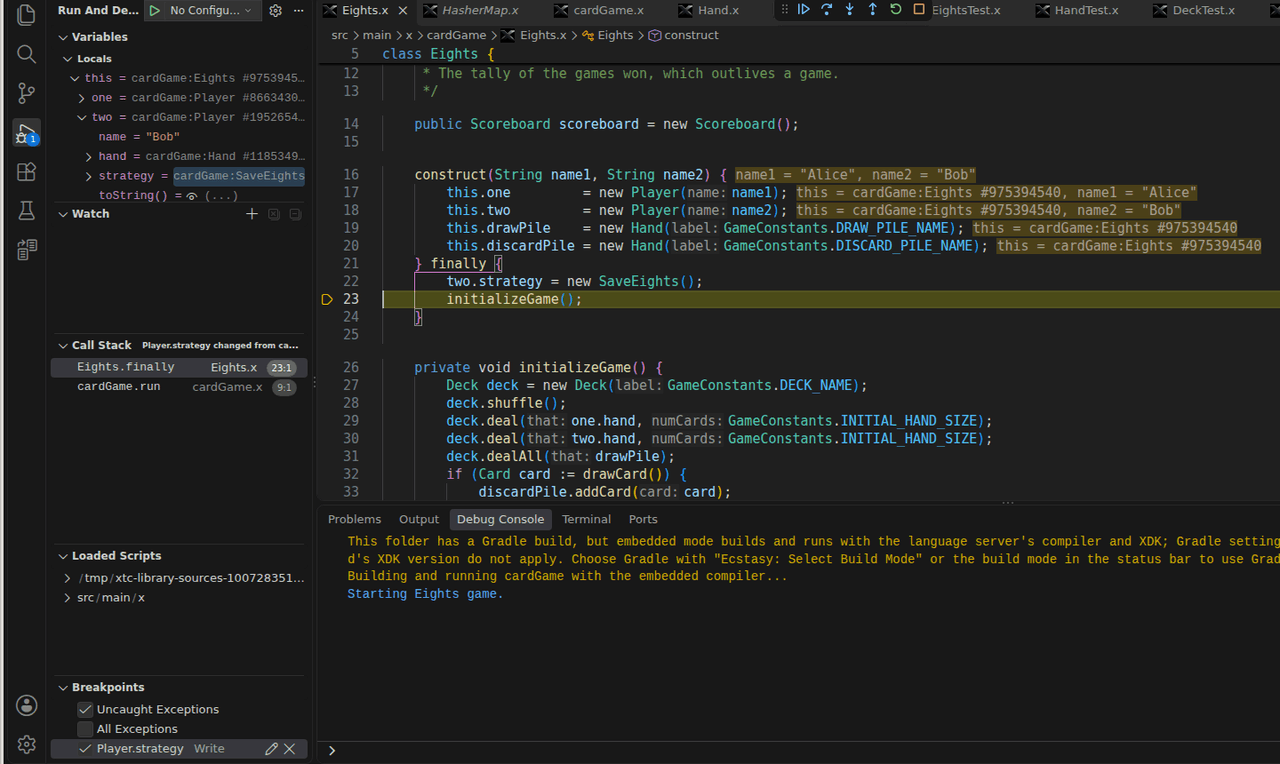 Run And De...
No Configu...
Variables
Locals
this = cardGame:Eights #9753945...
one = cardGame:Player #8663430...
two = cardGame:Player #1952654...
name = "Bob"
hand = cardGame:Hand #1185349...
strategy = cardGame:SaveEights
toString() = (...)
Watch
Call Stack Player.strategy changed from ca...
Eights.finally Eights.x 23:1
cardGame.run cardGame.x 9:1
Loaded Scripts
/tmp/xtc-library-sources-100728351...
src/main/x
Breakpoints
Uncaught Exceptions
All Exceptions
Player.strategy Write
1
Eights.x HasherMap.x cardGame.x Hand.x EightsTest.x HandTest.x DeckTest.x
src > main > x > cardGame > Eights.x > Eights > construct
5 class Eights {
12 * The tally of the games won, which outlives a game.
13 */
14 public Scoreboard scoreboard = new Scoreboard();
15
16 construct(String name1, String name2) { name1 = "Alice", name2 = "Bob"
17 this.one = new Player(name: name1); this = cardGame:Eights #975394540, name1 = "Alice"
18 this.two = new Player(name: name2); this = cardGame:Eights #975394540, name2 = "Bob"
19 this.drawPile = new Hand(label: GameConstants.DRAW_PILE_NAME); this = cardGame:Eights #975394540
20 this.discardPile = new Hand(label: GameConstants.DISCARD_PILE_NAME); this = cardGame:Eights #975394540
21 } finally {
22 two.strategy = new SaveEights();
23 initializeGame();
24 }
25
26 private void initializeGame() {
27 Deck deck = new Deck(label: GameConstants.DECK_NAME);
28 deck.shuffle();
29 deck.deal(that: one.hand, numCards: GameConstants.INITIAL_HAND_SIZE);
30 deck.deal(that: two.hand, numCards: GameConstants.INITIAL_HAND_SIZE);
31 deck.dealAll(that: drawPile);
32 if (Card card := drawCard()) {
33 discardPile.addCard(card: card);
Problems Output Debug Console Terminal Ports
This folder has a Gradle build, but embedded mode builds and runs with the language server's compiler and XDK; Gradle setting
d's XDK version do not apply. Choose Gradle with "Ecstasy: Select Build Mode" or the build mode in the status bar to use Grad
Building and running cardGame with the embedded compiler...
Starting Eights game.
>